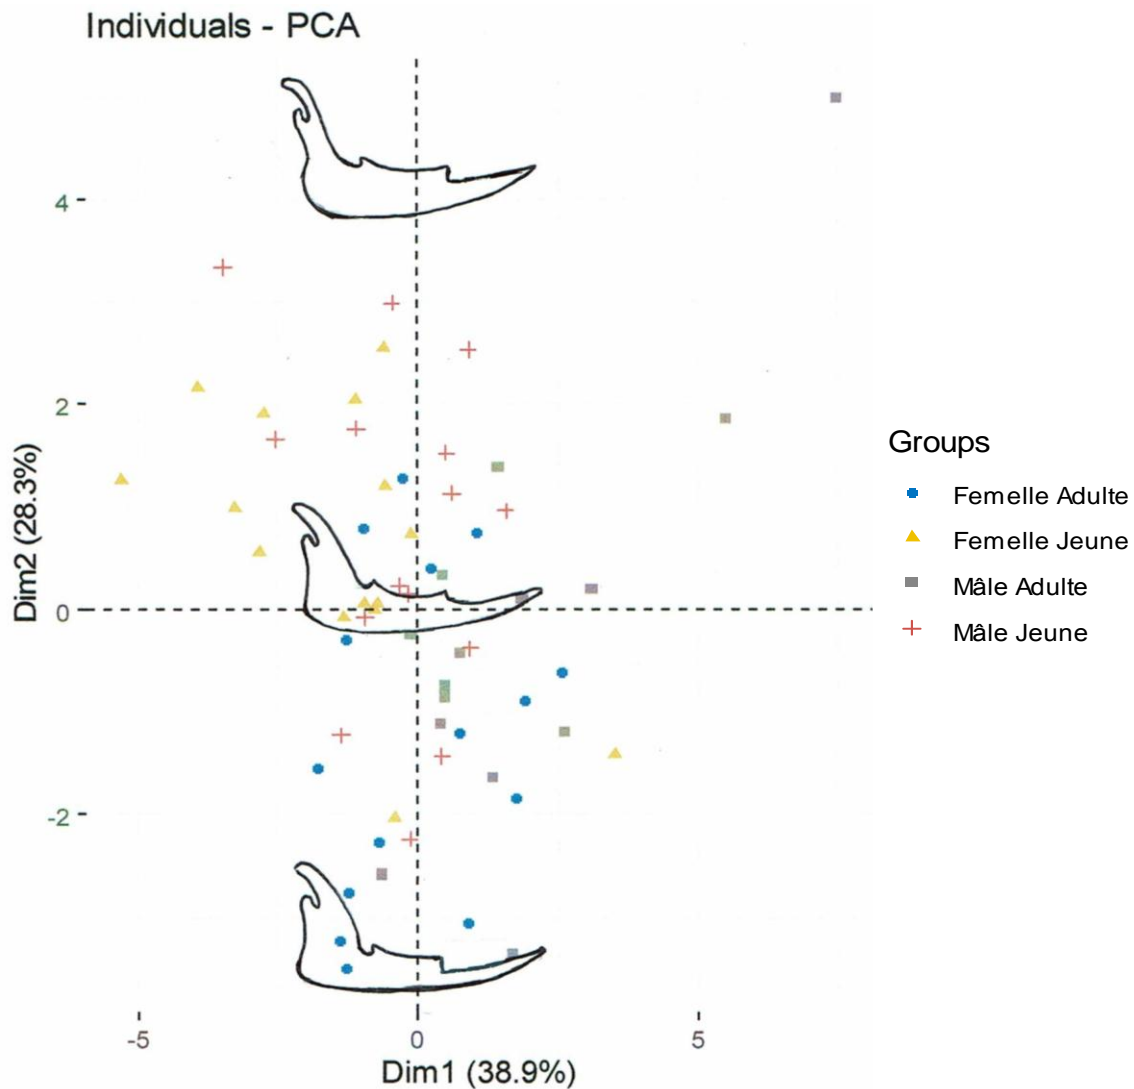 Individuals - PCA
4
2
0
-2
Dim2 (28.3%)
-5
0
5
Dim1 (38.9%)
Groups
Femelle Adulte
Femelle Jeune
Mâle Adulte
Mâle Jeune